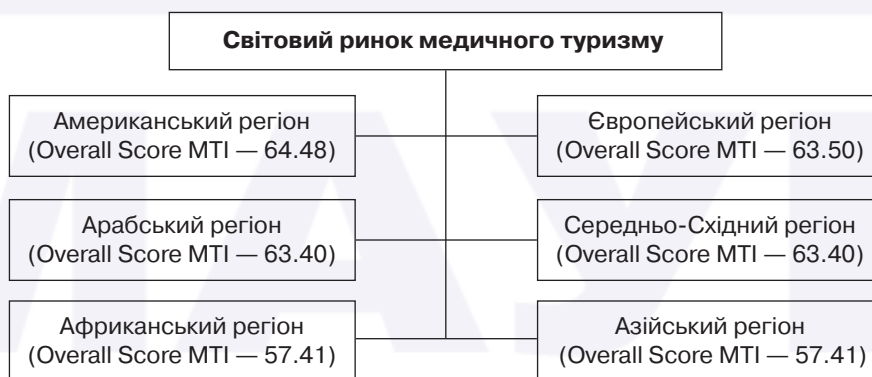 Світовий ринок медичного туризму
Американський регіон
(Overall Score MTI — 64.48)
Європейський регіон
(Overall Score MTI — 63.50)
Арабський регіон
(Overall Score MTI — 63.40)
Середньо-Східний регіон
(Overall Score MTI — 63.40)
Африканський регіон
(Overall Score MTI — 57.41)
Азійський регіон
(Overall Score MTI — 57.41)